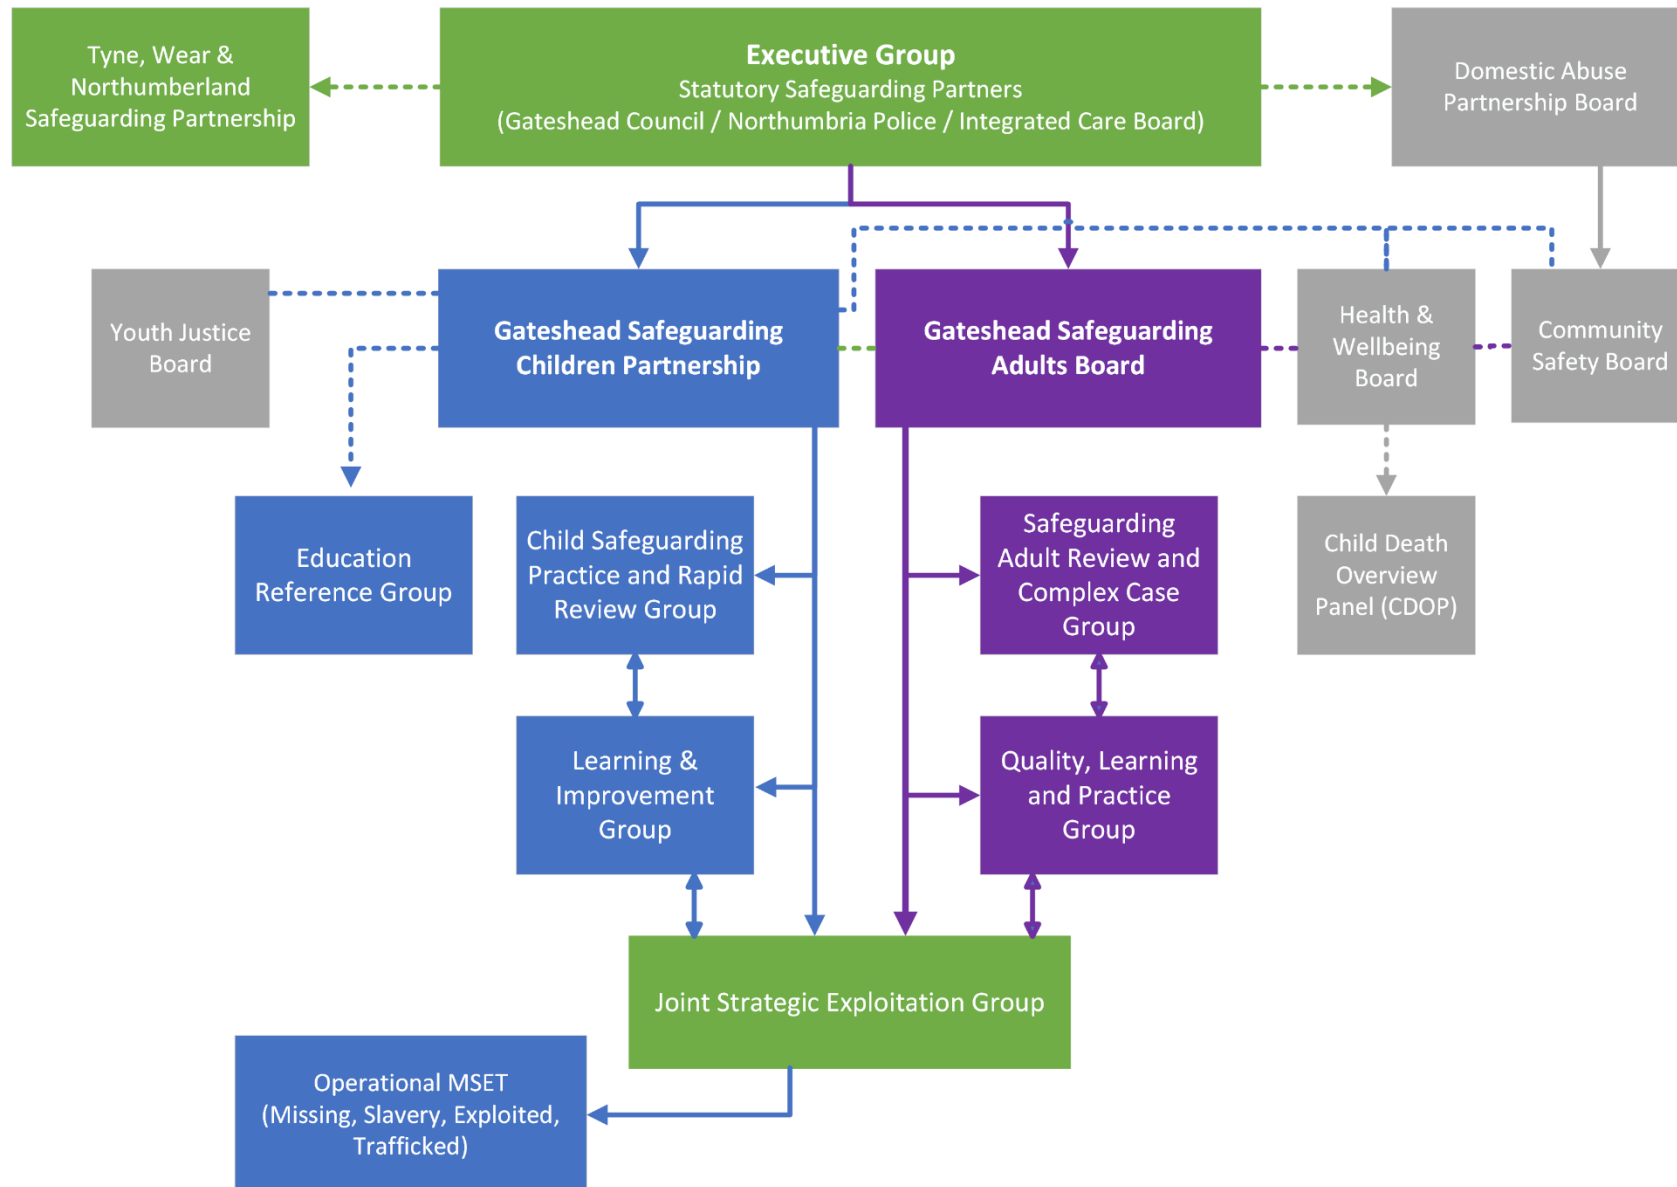 Tyne, Wear &
Northumberland
Safeguarding Partnership
Executive Group
Statutory Safeguarding Partners
(Gateshead Council / Northumbria Police / Integrated Care Board)
Domestic Abuse
Partnership Board
Youth Justice
Board
Gateshead Safeguarding
Children Partnership
Gateshead Safeguarding
Adults Board
Health &
Wellbeing
Board
Community
Safety Board
Education
Reference Group
Child Safeguarding
Practice and Rapid
Review Group
Safeguarding
Adult Review and
Complex Case
Group
Child Death
Overview
Panel (CDOP)
Learning &
Improvement
Group
Quality, Learning
and Practice
Group
Joint Strategic Exploitation Group
Operational MSET
(Missing, Slavery, Exploited,
Trafficked)